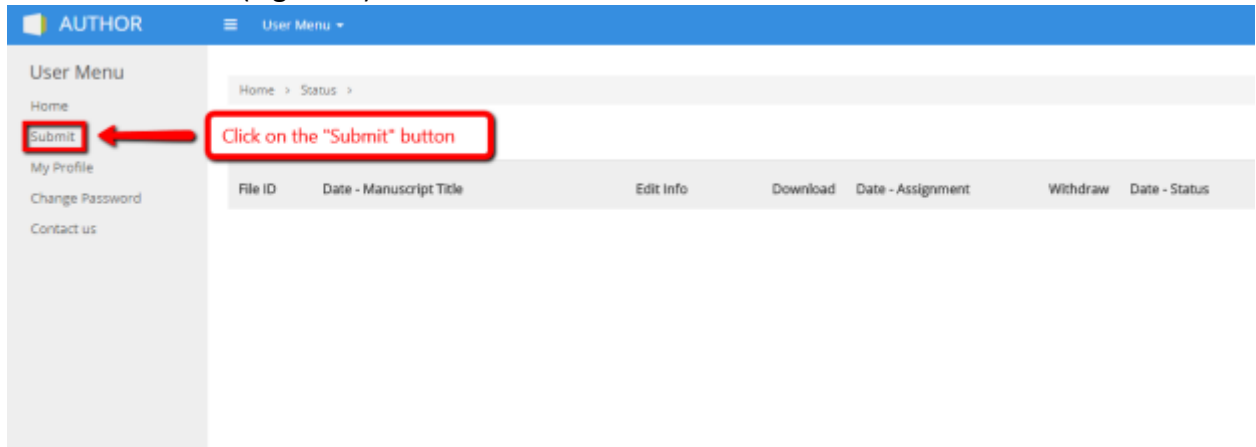 AUTHOR
User Menu
User Menu
Home
Submit
My Profile
Change Password
Contact us
Home > Status >
Click on the "Submit" button
File ID Date - Manuscript Title Edit Info Download Date - Assignment Withdraw Date - Status